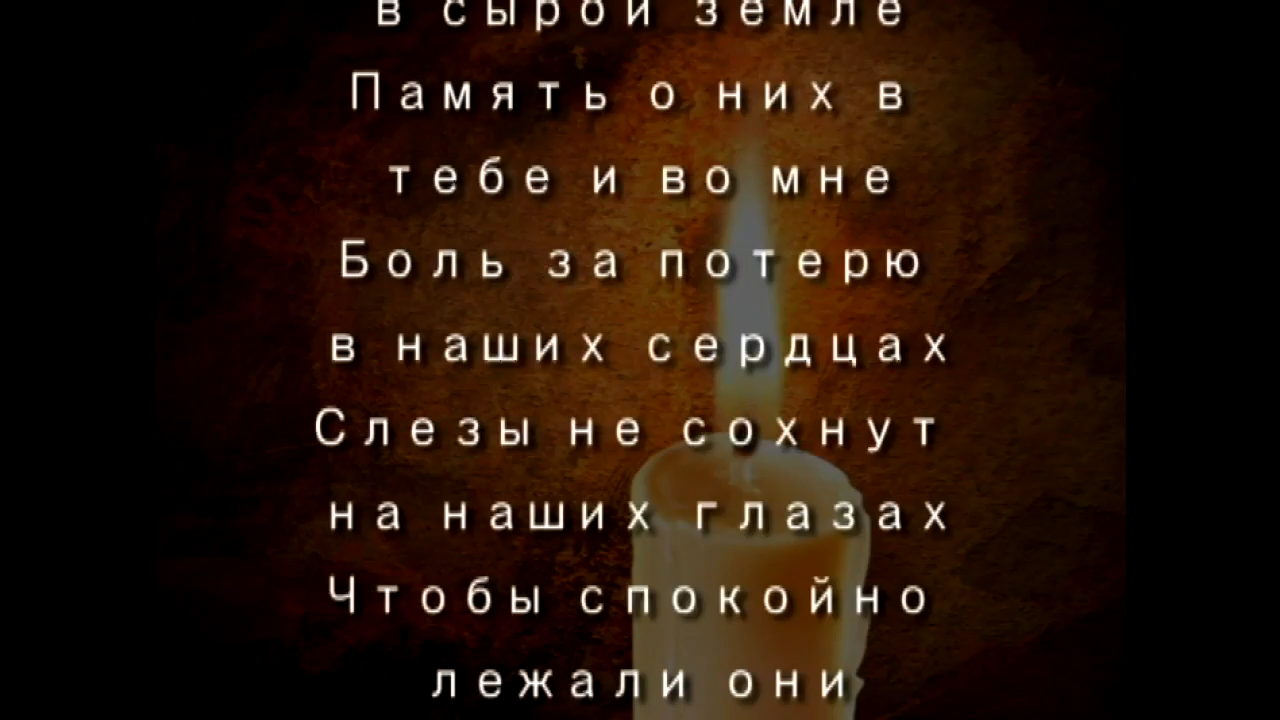 в сырой земле
Память о них в
тебе и во мне
Боль за потерю
в наших сердцах
Слезы не сохнут
на наших глазах
Чтобы спокойно
лежали они